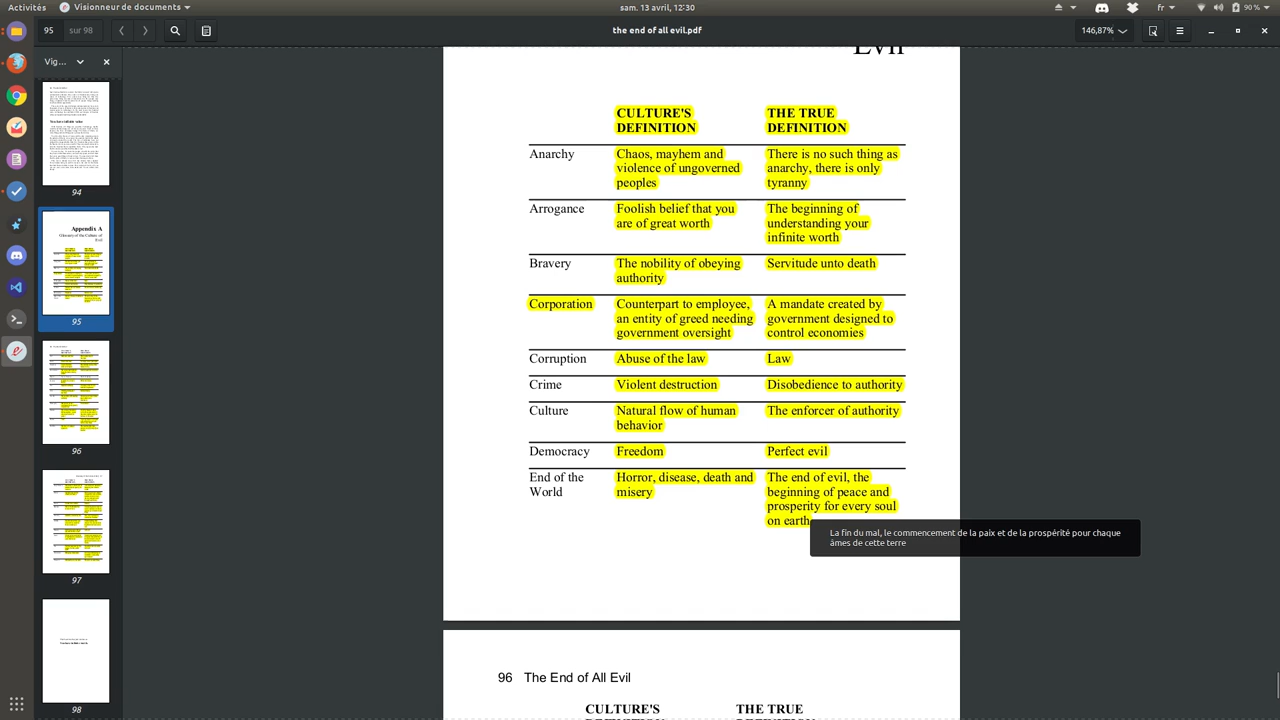 Visionneur de documents
sam. 13 avril  12:30
90 %
95 sur 98
the end of all evil.pdf
146,87%
Vig…
94
Appendix A
Glossary of the Culture of
Evil
95
96
97
98
Evil
CULTURE'S THE TRUE
DEFINITION DEFINITION
Anarchy Chaos, mayhem and There is no such thing as
violence of ungoverned anarchy, there is only
peoples tyranny
Arrogance Foolish belief that you The beginning of
are of great worth understanding your
infinite worth
Bravery The nobility of obeying Servitude unto death
authority
Corporation Counterpart to employee, A mandate created by
an entity of greed needing government designed to
government oversight control economies
Corruption Abuse of the law Law
Crime Violent destruction Disobedience to authority
Culture Natural flow of human The enforcer of authority
behavior
Democracy Freedom Perfect evil
End of the Horror, disease, death and The end of evil, the
World misery beginning of peace and
prosperity for every soul
on earth
La fin du mal, le commencement de la paix et de la prospérité pour chaque
âmes de cette terre
96 The End of All Evil
CULTURE'S THE TRUE
DEFINITION DEFINITION